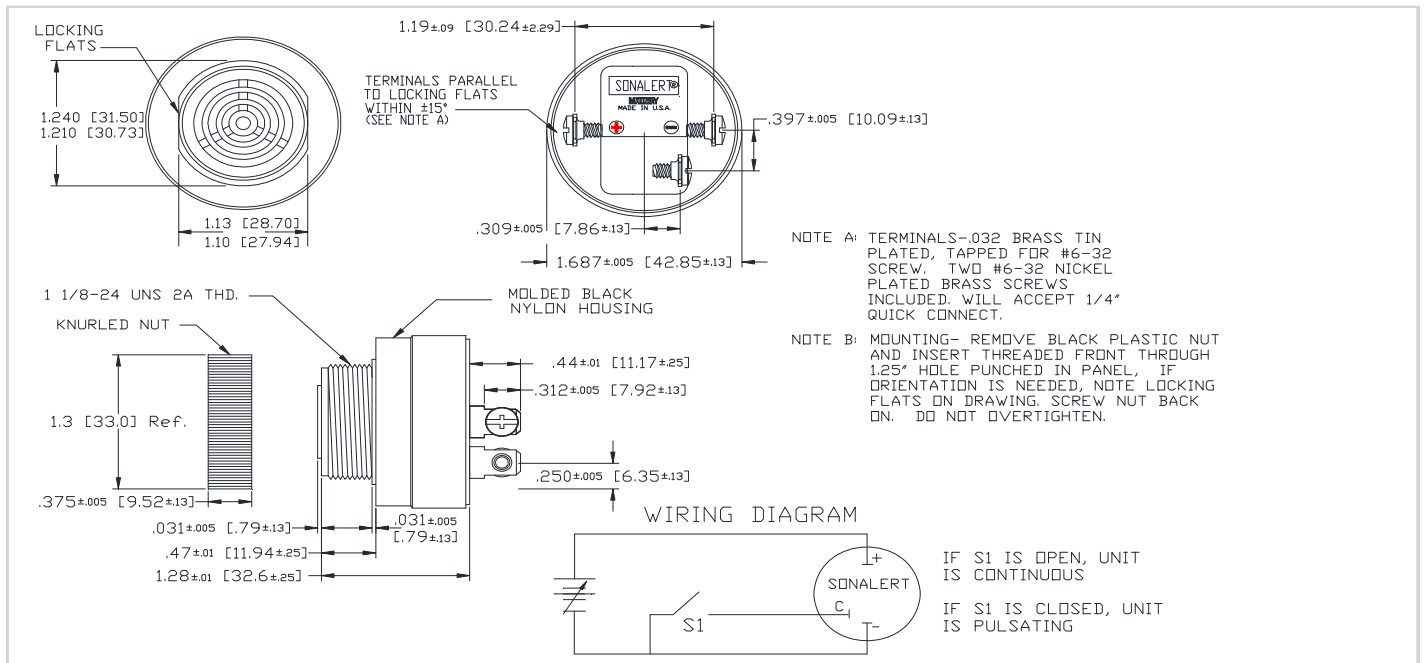 LOCKING
FLATS
1.240 [31.50]
1.210 [30.73]
1.13 [28.70]
1.10 [27.94]
1.19±.09 [30.24±2.29]
TERMINALS PARALLEL
TO LOCKING FLATS
WITHIN ±15°
(SEE NOTE A)
SONALERT®
MALLORY
MADE IN U.S.A.
+
−
.397±.005 [10.09±.13]
.309±.005 [7.86±.13]
1.687±.005 [42.85±.13]
NOTE A: TERMINALS-.032 BRASS TIN
PLATED, TAPPED FOR #6-32
SCREW. TWO #6-32 NICKEL
PLATED BRASS SCREWS
INCLUDED. WILL ACCEPT 1/4"
QUICK CONNECT.
NOTE B: MOUNTING- REMOVE BLACK PLASTIC NUT
AND INSERT THREADED FRONT THROUGH
1.25" HOLE PUNCHED IN PANEL, IF
ORIENTATION IS NEEDED, NOTE LOCKING
FLATS ON DRAWING. SCREW NUT BACK
ON. DO NOT OVERTIGHTEN.
1 1/8-24 UNS 2A THD.
KNURLED NUT
MOLDED BLACK
NYLON HOUSING
1.3 [33.0] Ref.
.375±.005 [9.52±.13]
.44±.01 [11.17±.25]
.312±.005 [7.92±.13]
.250±.005 [6.35±.13]
.031±.005 [.79±.13]
.031±.005
[.79±.13]
.47±.01 [11.94±.25]
1.28±.01 [32.6±.25]
WIRING DIAGRAM
+
SONALERT
C
−
S1
IF S1 IS OPEN, UNIT
IS CONTINUOUS
IF S1 IS CLOSED, UNIT
IS PULSATING